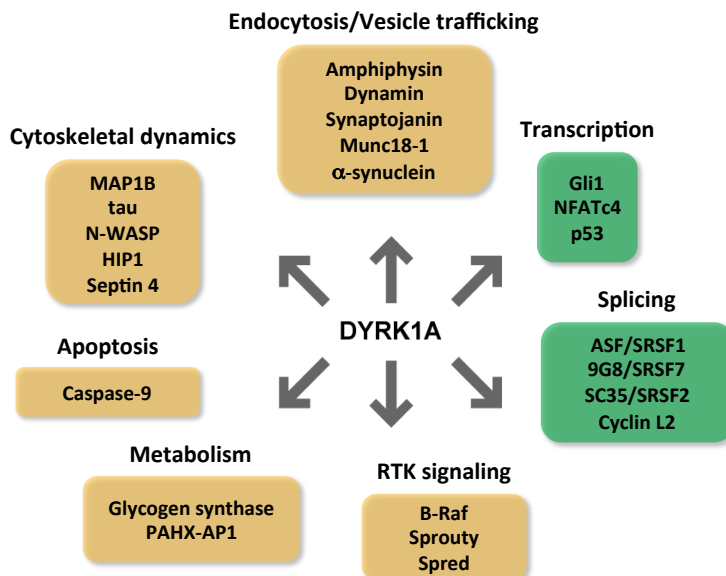 Endocytosis/Vesicle trafficking
Amphiphysin
Dynamin
Synaptojanin
Munc18-1
α-synuclein
Cytoskeletal dynamics
MAP1B
tau
N-WASP
HIP1
Septin 4
Transcription
Gli1
NFATc4
p53
DYRK1A
Splicing
ASF/SRSF1
9G8/SRSF7
SC35/SRSF2
Cyclin L2
Apoptosis
Caspase-9
Metabolism
Glycogen synthase
PAHX-AP1
RTK signaling
B-Raf
Sprouty
Spred